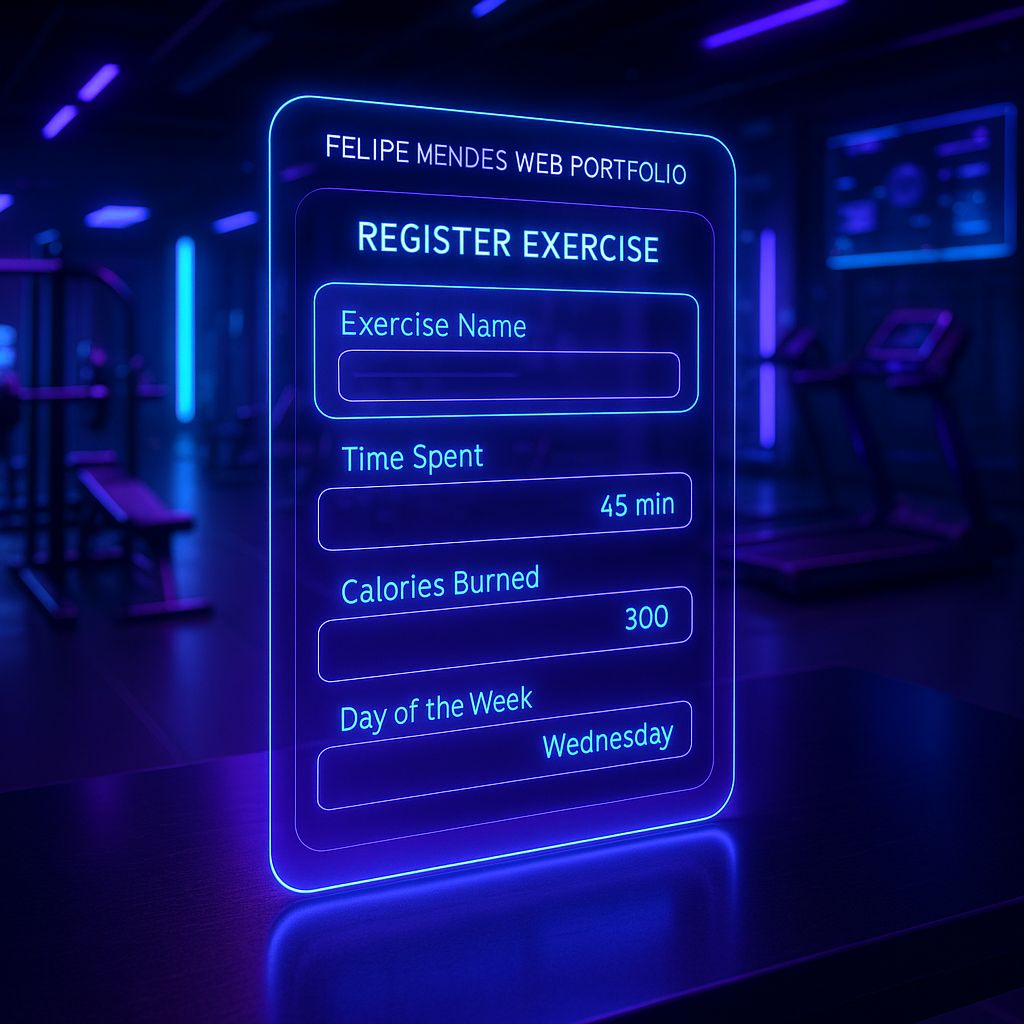 FELIPE MENDES WEB PORTFOLIO
REGISTER EXERCISE
Exercise Name
Time Spent
45 min
Calories Burned
300
Day of the Week
Wednesday